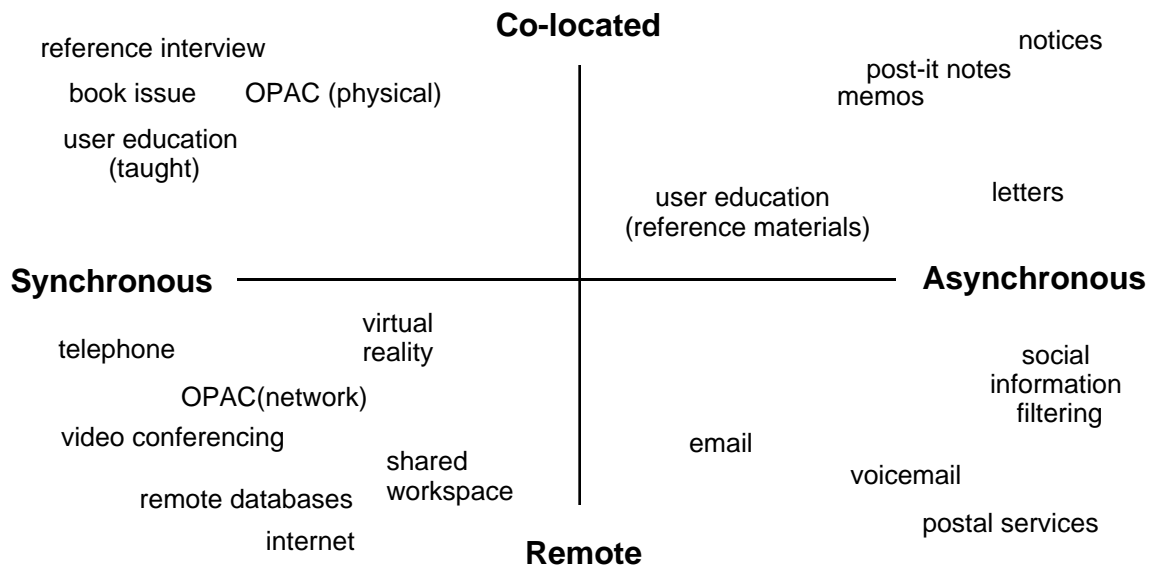 Co-located
reference interview
notices
post-it notes
book issue OPAC (physical)
memos
user education
(taught)
user education
(reference materials)
letters
Synchronous
Asynchronous
virtual
reality
telephone
social
information
filtering
OPAC(network)
video conferencing
email
shared
workspace
voicemail
remote databases
postal services
internet
Remote